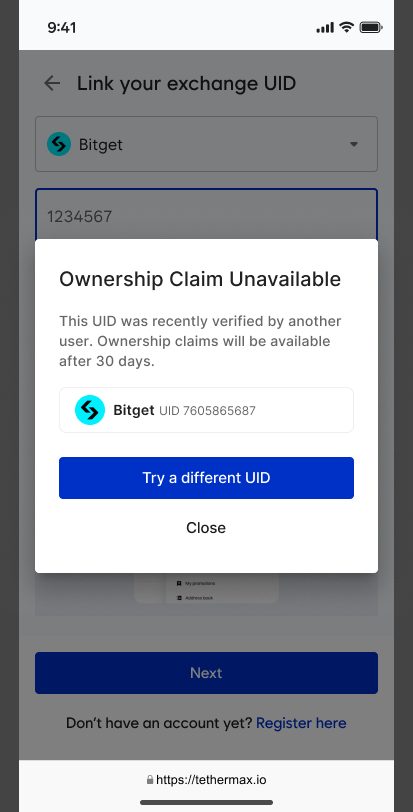 9:41
Link your exchange UID
Bitget
1234567
Ownership Claim Unavailable
This UID was recently verified by another
user. Ownership claims will be available
after 30 days.
Bitget UID 7605865687
Try a different UID
Close
My promotions
Address book
Next
Don't have an account yet? Register here
https://tethermax.io